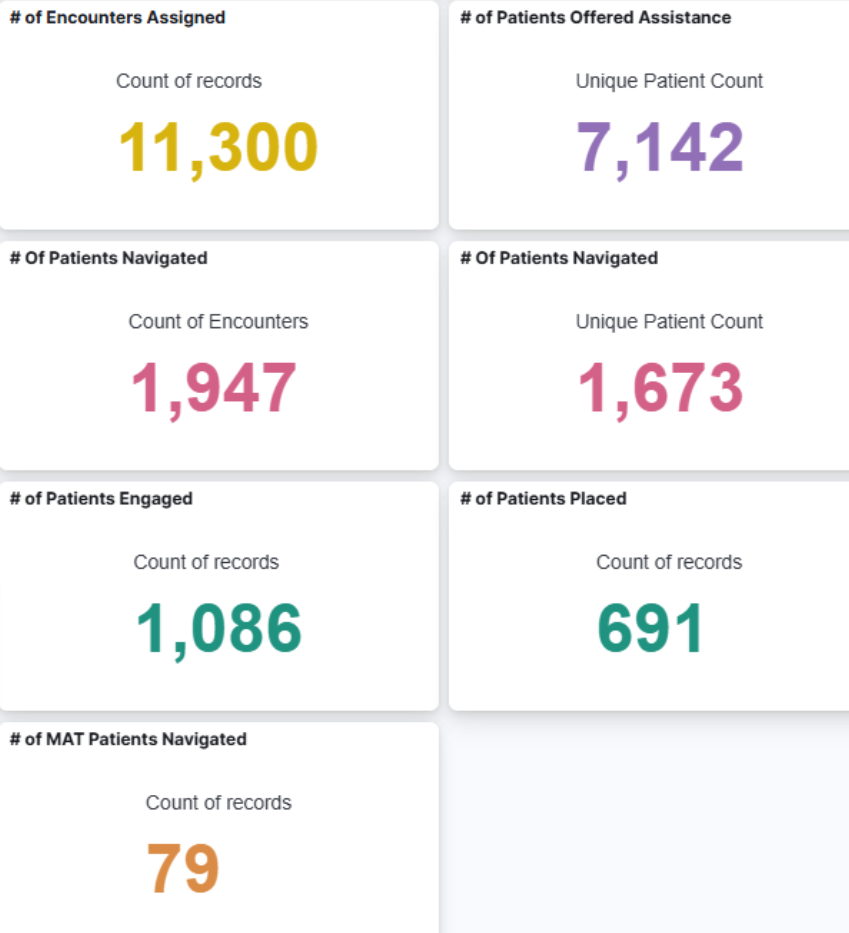 # of Encounters Assigned
Count of records
11,300
# of Patients Offered Assistance
Unique Patient Count
7,142
# Of Patients Navigated
Count of Encounters
1,947
# Of Patients Navigated
Unique Patient Count
1,673
# of Patients Engaged
Count of records
1,086
# of Patients Placed
Count of records
691
# of MAT Patients Navigated
Count of records
79